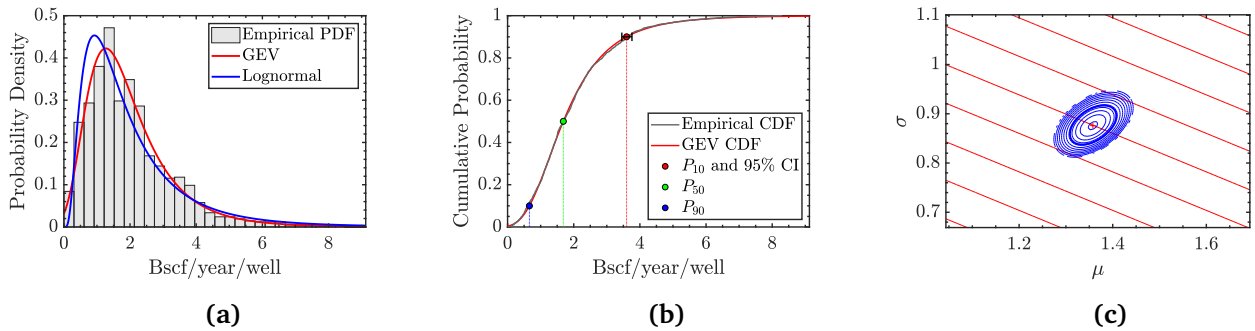 0.5
0.4
0.3
0.2
0.1
0
Probability Density
0 2 4 6 8
Bscf/year/well
Empirical PDF
GEV
Lognormal
(a)
1
0.8
0.6
0.4
0.2
0
Cumulative Probability
0 2 4 6 8
Bscf/year/well
Empirical CDF
GEV CDF
P10 and 95% CI
P50
P90
(b)
1.1
1
0.9
0.8
0.7
σ
1.2 1.4 1.6
μ
(c)